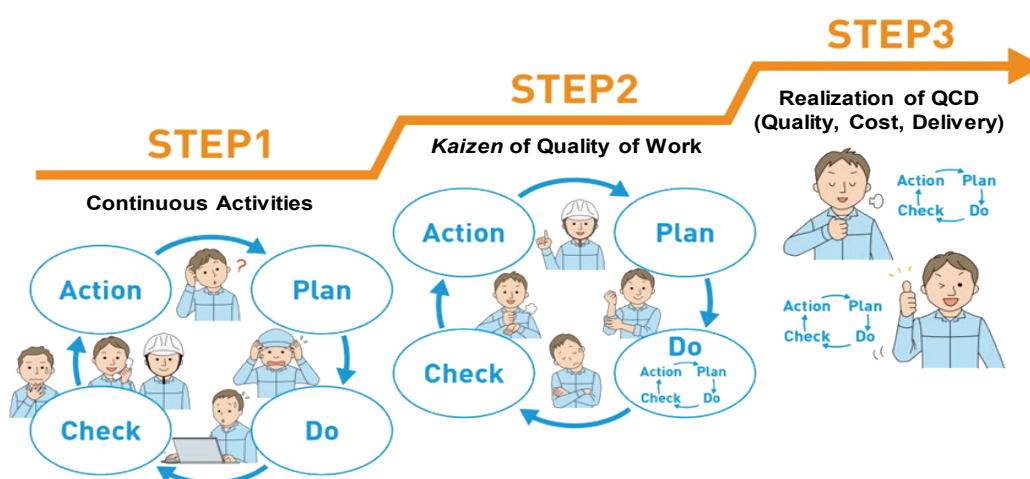 STEP1
Continuous Activities
Action
Plan
?
Check
Do
STEP2
Kaizen of Quality of Work
Action
Plan
Check
Do
Action Plan
Check Do
STEP3
Realization of QCD
(Quality, Cost, Delivery)
Action Plan
Check Do
Action Plan
Check Do